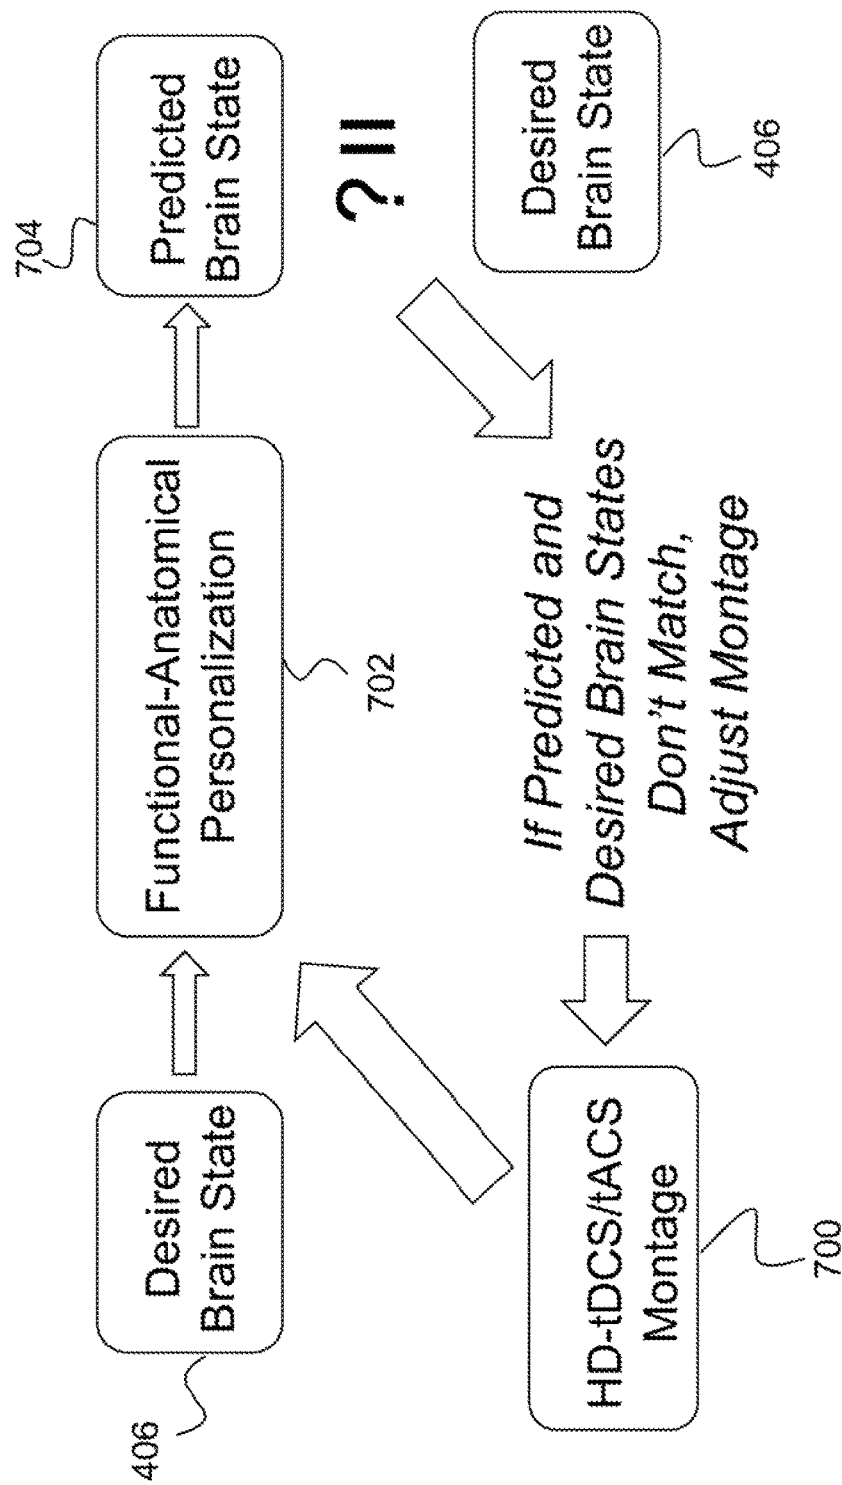 406
Desired
Brain State
Functional-Anatomical
Personalization
702
704
Predicted
Brain State
? =
Desired
Brain State
406
If Predicted and
Desired Brain States
Don't Match,
Adjust Montage
HD-tDCS/tACS
Montage
700